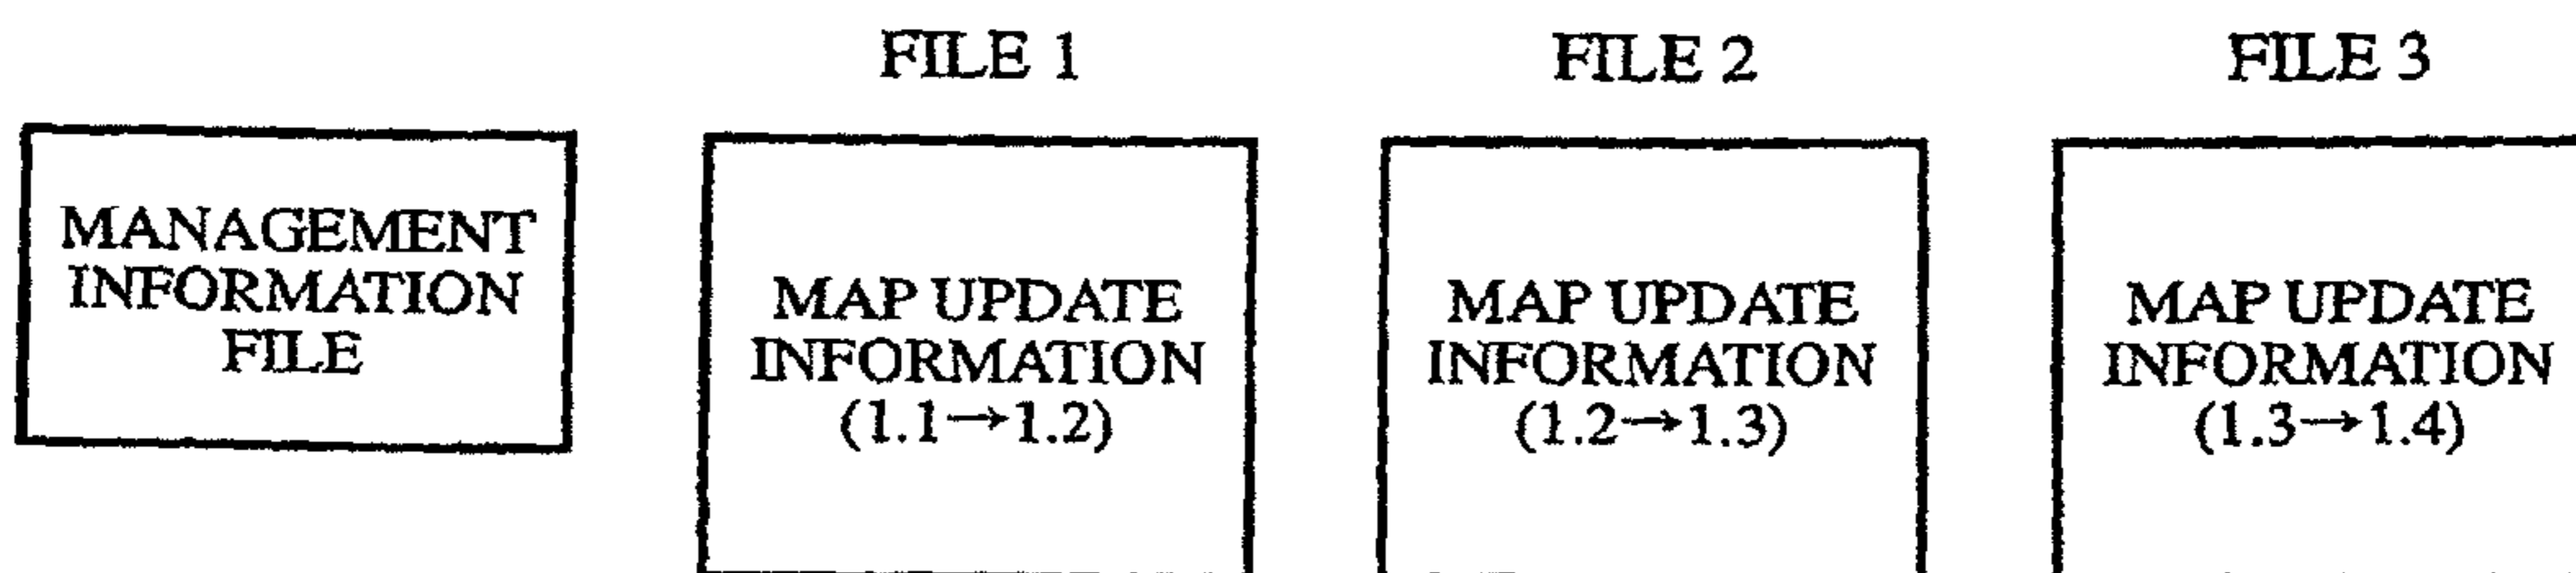 FILE 1
FILE 2
FILE 3
MANAGEMENT
INFORMATION
FILE
MAP UPDATE
INFORMATION
(1.1→1.2)
MAP UPDATE
INFORMATION
(1.2→1.3)
MAP UPDATE
INFORMATION
(1.3→1.4)